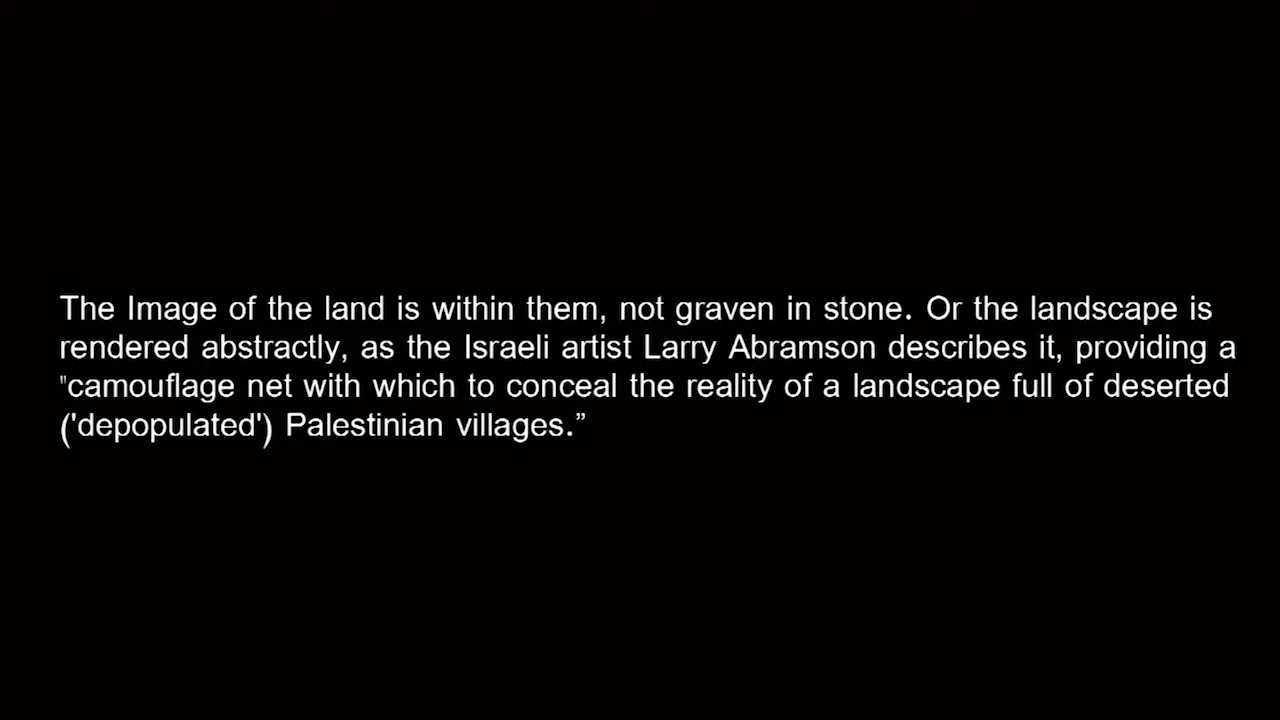 The Image of the land is within them, not graven in stone. Or the landscape is
rendered abstractly, as the Israeli artist Larry Abramson describes it, providing a
"camouflage net with which to conceal the reality of a landscape full of deserted
('depopulated') Palestinian villages.”